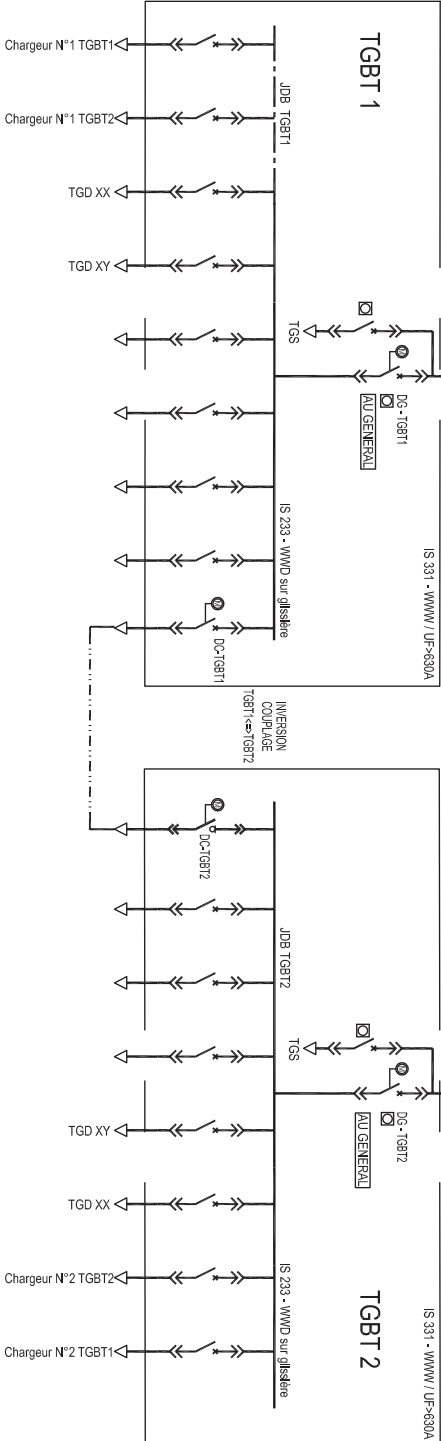 TGBT 1
IS 331 - WWW / UF>630A
Chargeur N°1 TGBT1
JDB TGBT1
Chargeur N°1 TGBT2
TGD XX
TGD XY
TGS
M
DG - TGBT1
AU GENERAL
IS 233 - WWD sur glissière
M
DC-TGBT1
INVERSION
COUPLAGE
TGBT1<=>TGBT2
M
DC-TGBT2
JDB TGBT2
TGS
M
DG - TGBT2
AU GENERAL
TGD XY
TGD XX
IS 233 - WWD sur glissière
Chargeur N°2 TGBT2
Chargeur N°2 TGBT1
TGBT 2
IS 331 - WWW / UF>630A